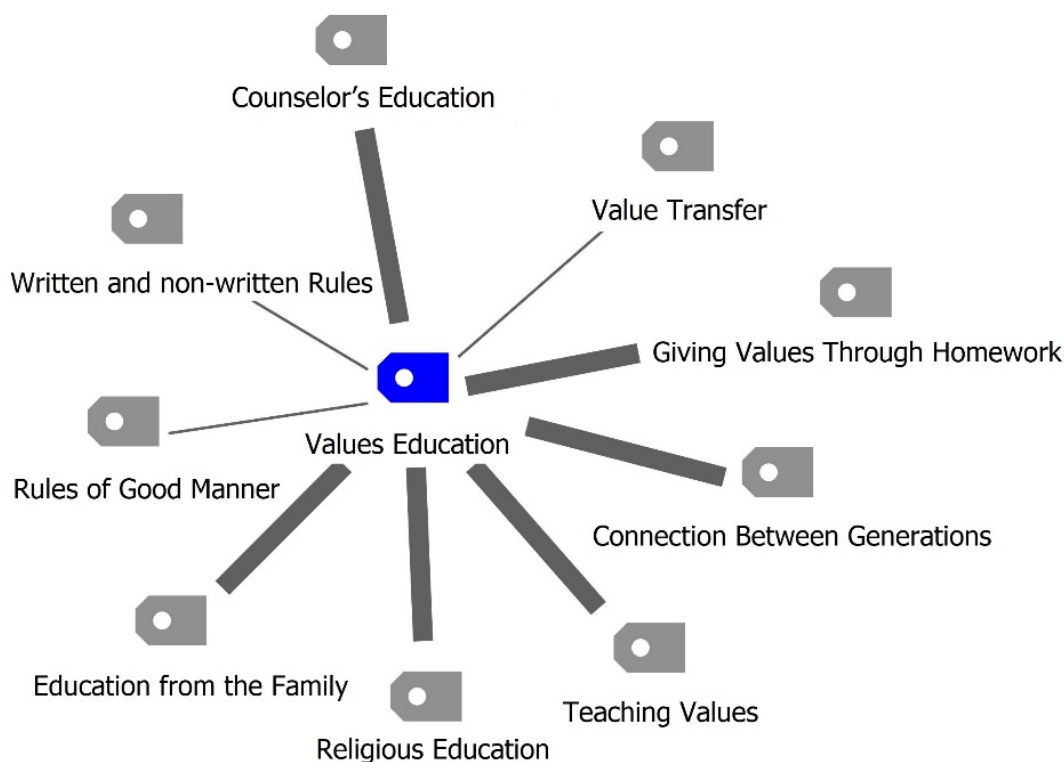 Counselor's Education
Value Transfer
Written and non-written Rules
Giving Values Through Homework
Values Education
Rules of Good Manner
Connection Between Generations
Education from the Family
Teaching Values
Religious Education